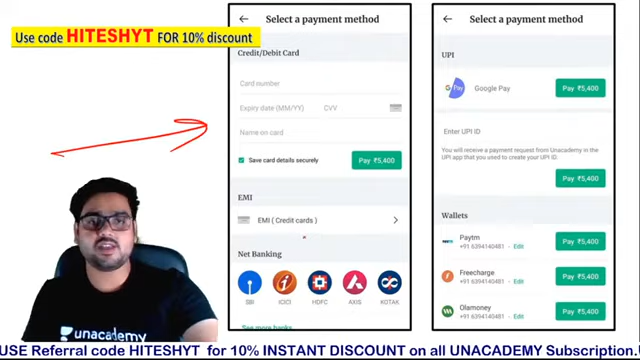 Use code HITESHYT FOR 10% discount
Select a payment method
Credit/Debit Card
Card number
Expiry date (MM/YY) CVV
Name on card
Save card details securely
Pay ₹5,400
EMI
EMI ( Credit cards )
Net Banking
SBI ICICI HDFC AXIS KOTAK
See more banks
Select a payment method
UPI
G Pay Google Pay Pay ₹5,400
Enter UPI ID
You will receive a payment request from Unacademy in the
UPI app that you used to create your UPI ID
Pay ₹5,400
Wallets
Paytm
+91 6394140481 - Edit
Pay ₹5,400
Freecharge
+91 6394140481 - Edit
Pay ₹5,400
Olamoney
+91 6394140481 - Edit
Pay ₹5,400
unacademy
USE Referral code HITESHYT for 10% INSTANT DISCOUNT on all UNACADEMY Subscription.